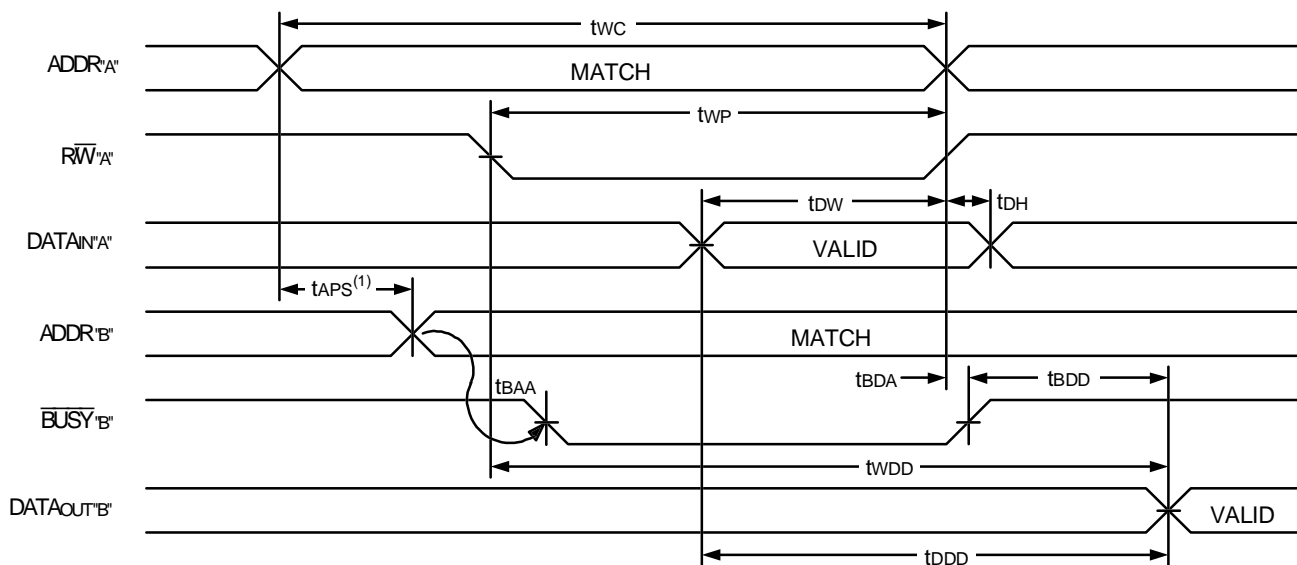 tWC
ADDR"A"
MATCH
tWP
R/W̅"A"
tDW
tDH
DATAIN"A"
VALID
tAPS(1)
ADDR"B"
MATCH
tBAA
tBDA
tBDD
B̅U̅S̅Y̅"B"
tWDD
DATAOUT"B"
VALID
tDDD